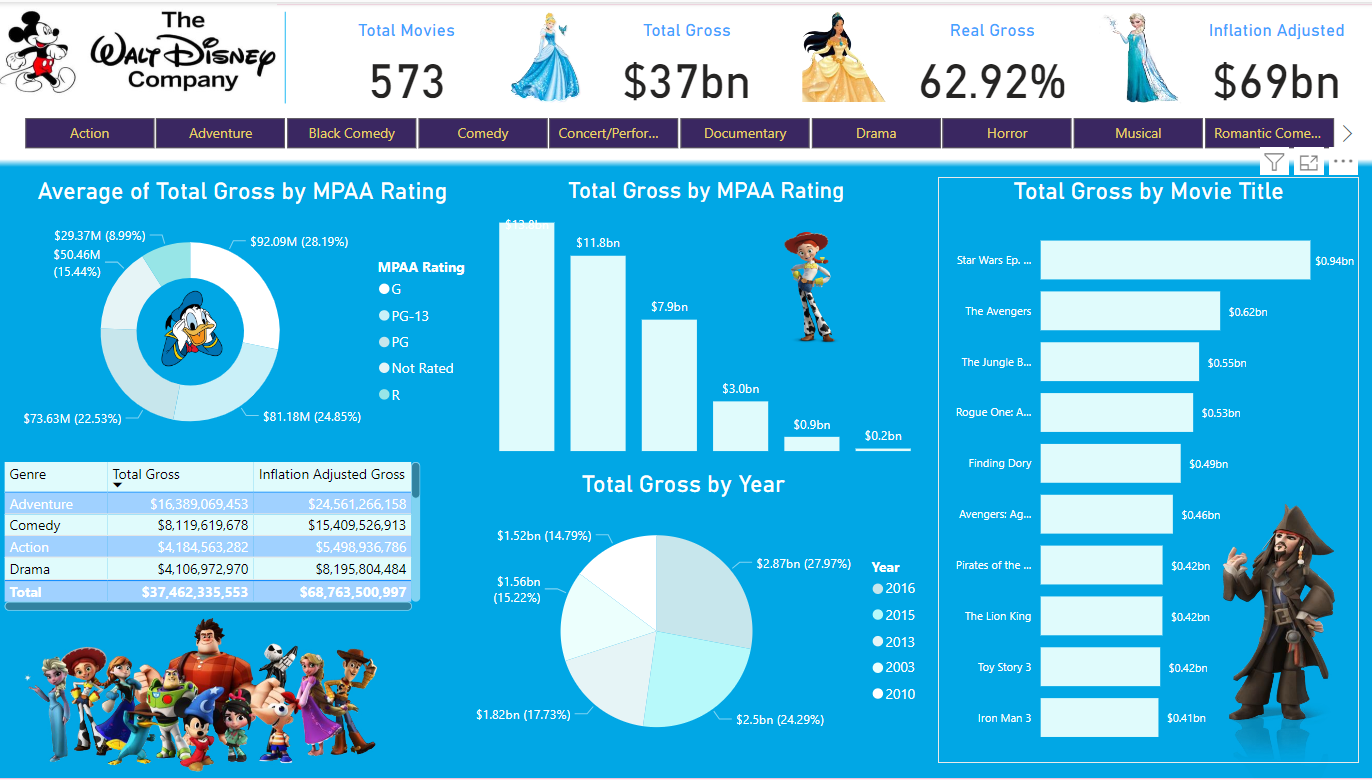 The
WALT DISNEY
Company
Total Movies
573
Total Gross
$37bn
Real Gross
62.92%
Inflation Adjusted
$69bn
Action
Adventure
Black Comedy
Comedy
Concert/Perfor...
Documentary
Drama
Horror
Musical
Romantic Come...
Average of Total Gross by MPAA Rating
$29.37M (8.99%)
$50.46M
(15.44%)
$92.09M (28.19%)
$73.63M (22.53%)
$81.18M (24.85%)
MPAA Rating
G
PG-13
PG
Not Rated
R
Total Gross by MPAA Rating
$13.8bn
$11.8bn
$7.9bn
$3.0bn
$0.9bn
$0.2bn
Total Gross by Movie Title
Star Wars Ep. ...
$0.94bn
The Avengers
$0.62bn
The Jungle B...
$0.55bn
Rogue One: A...
$0.53bn
Finding Dory
$0.49bn
Avengers: Ag...
$0.46bn
Pirates of the ...
$0.42bn
The Lion King
$0.42bn
Toy Story 3
$0.42bn
Iron Man 3
$0.41bn
Genre Total Gross Inflation Adjusted Gross
Adventure $16,389,069,453 $24,561,266,158
Comedy $8,119,619,678 $15,409,526,913
Action $4,184,563,282 $5,498,936,786
Drama $4,106,972,970 $8,195,804,484
Total $37,462,335,553 $68,763,500,997
Total Gross by Year
$1.52bn (14.79%)
$1.56bn
(15.22%)
$2.87bn (27.97%)
$1.82bn (17.73%)
$2.5bn (24.29%)
Year
2016
2015
2013
2003
2010